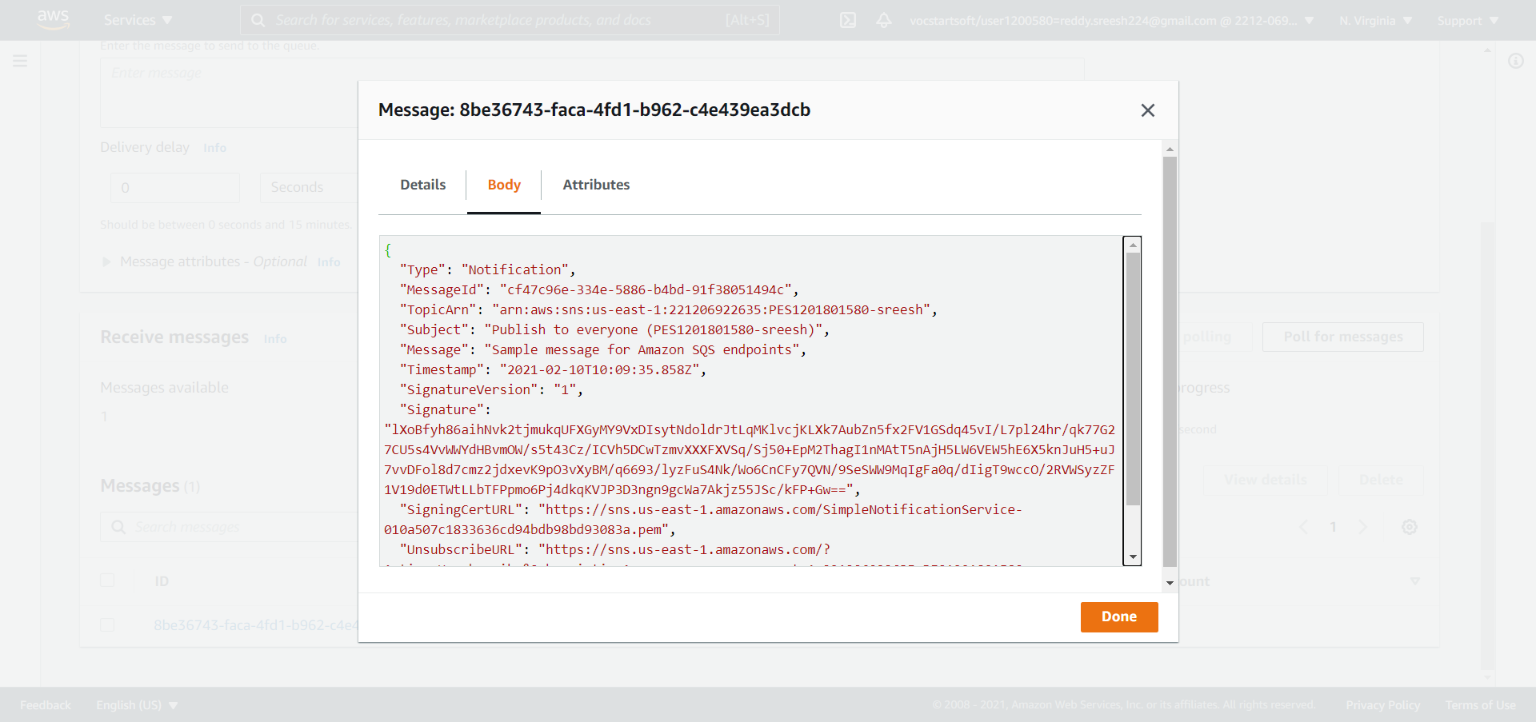 aws
Services ▼
Search for services, features, marketplace products, and docs [Alt+S]
vocstartsoft/user1200580=reddy.sreesh224@gmail.com @ 2212-069... ▼
N. Virginia ▼
Support ▼
Enter the message to send to the queue.
Enter message
Delivery delay Info
0
Seconds
Should be between 0 seconds and 15 minutes.
Message attributes - Optional Info
Receive messages Info
polling
Poll for messages
Messages available
1
progress
second
Messages (1)
View details
Delete
Search messages
1
ID
ount
8be36743-faca-4fd1-b962-c4e4
Message: 8be36743-faca-4fd1-b962-c4e439ea3dcb
Details
Body
Attributes
{
"Type": "Notification",
"MessageId": "cf47c96e-334e-5886-b4bd-91f38051494c",
"TopicArn": "arn:aws:sns:us-east-1:221206922635:PES1201801580-sreesh",
"Subject": "Publish to everyone (PES1201801580-sreesh)",
"Message": "Sample message for Amazon SQS endpoints",
"Timestamp": "2021-02-10T10:09:35.858Z",
"SignatureVersion": "1",
"Signature":
"lXoBfyh86aihNvk2tjmukqUFXGyMY9VxDIsytNdoldrJtLqMKlvcjKLXk7AubZn5fx2FV1GSdq45vI/L7pl24hr/qk77G2
7CU5s4VvWWYdHBvmOW/s5t43Cz/ICVh5DCwTzmvXXXFXVSq/Sj50+EpM2ThagI1nMAtT5nAjH5LW6VEW5hE6X5knJuH5+uJ
7vvDFol8d7cmz2jdxevK9pO3vXyBM/q6693/lyzFuS4Nk/Wo6CnCFy7QVN/9SeSWW9MqIgFa0q/dIigT9wccO/2RVWSyzZF
1V19d0ETWtLLbTFPpmo6Pj4dkqKVJP3D3ngn9gcWa7Akjz55JSc/kFP+Gw==",
"SigningCertURL": "https://sns.us-east-1.amazonaws.com/SimpleNotificationService-
010a507c1833636cd94bdb98bd93083a.pem",
"UnsubscribeURL": "https://sns.us-east-1.amazonaws.com/?
Done
Feedback
English (US) ▼
© 2008 - 2021, Amazon Web Services, Inc. or its affiliates. All rights reserved.
Privacy Policy
Terms of Use